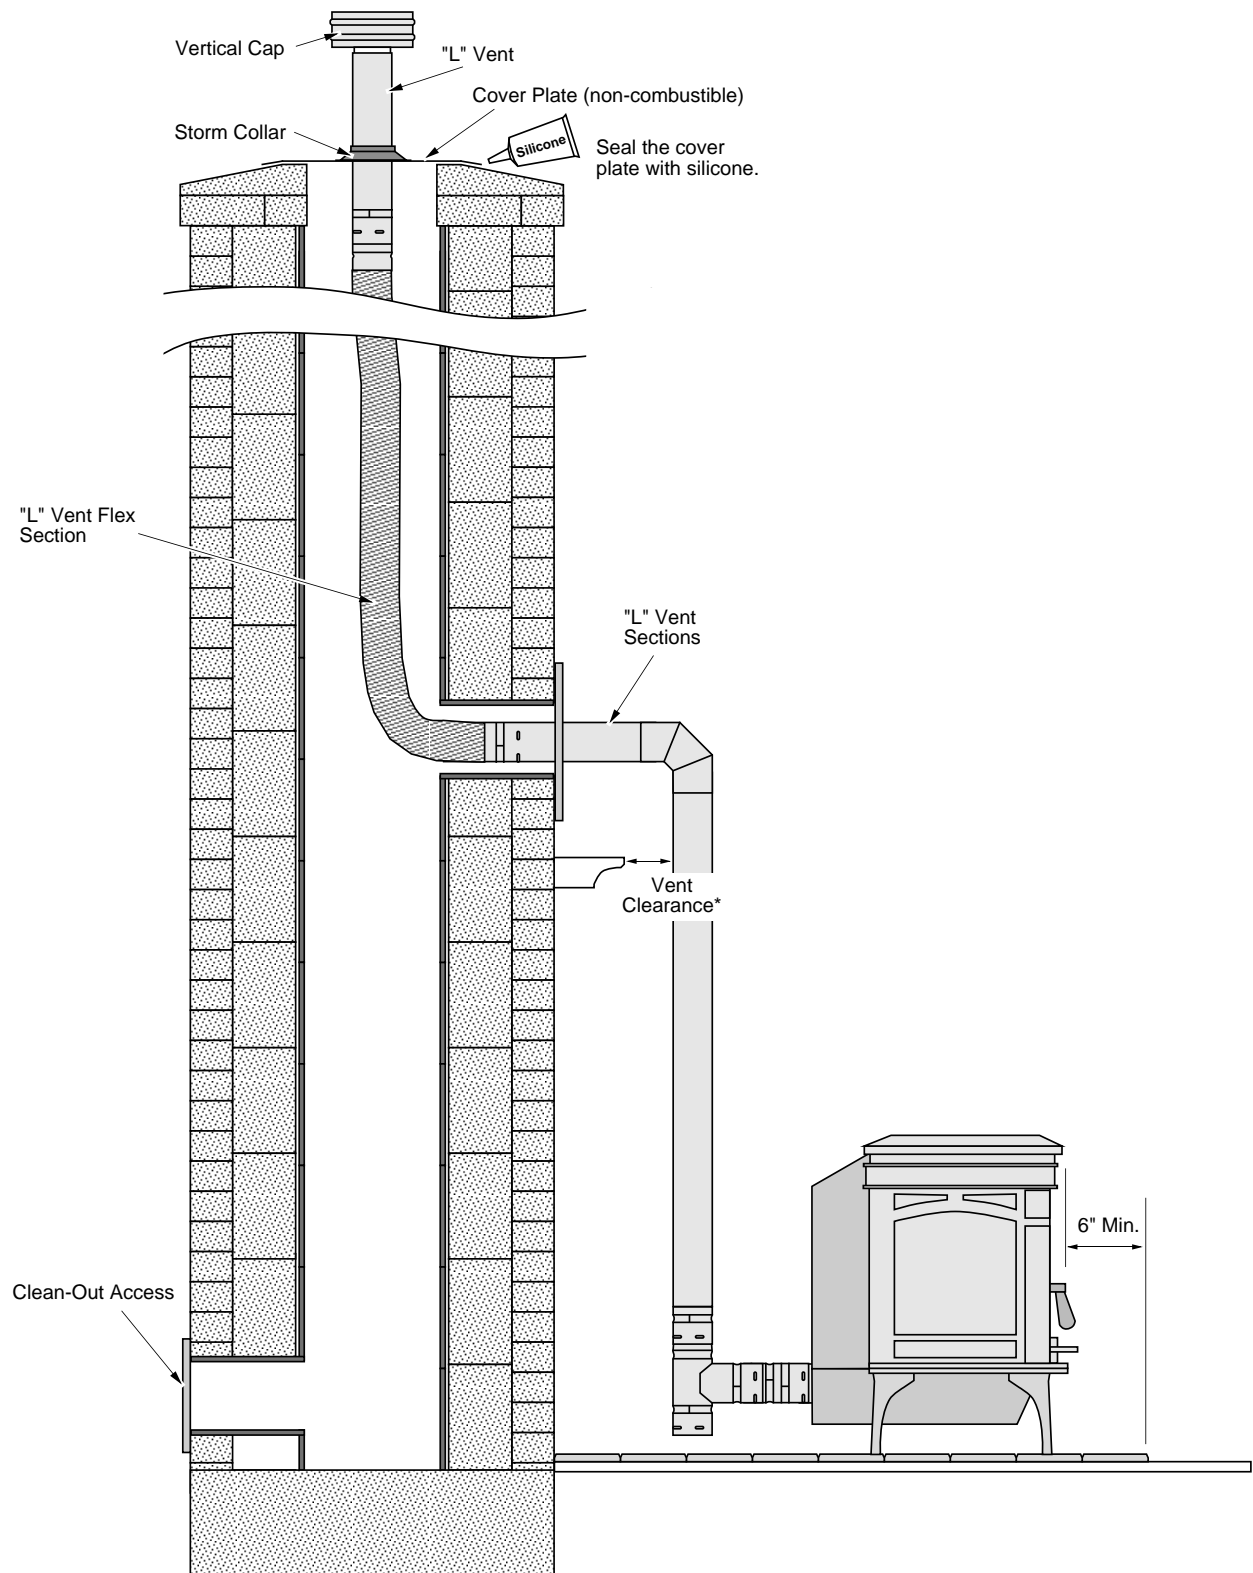 Vertical Cap
"L" Vent
Cover Plate (non-combustible)
Storm Collar
Silicone
Seal the cover
plate with silicone.
"L" Vent Flex
Section
"L" Vent
Sections
Vent
Clearance*
6" Min.
Clean-Out Access